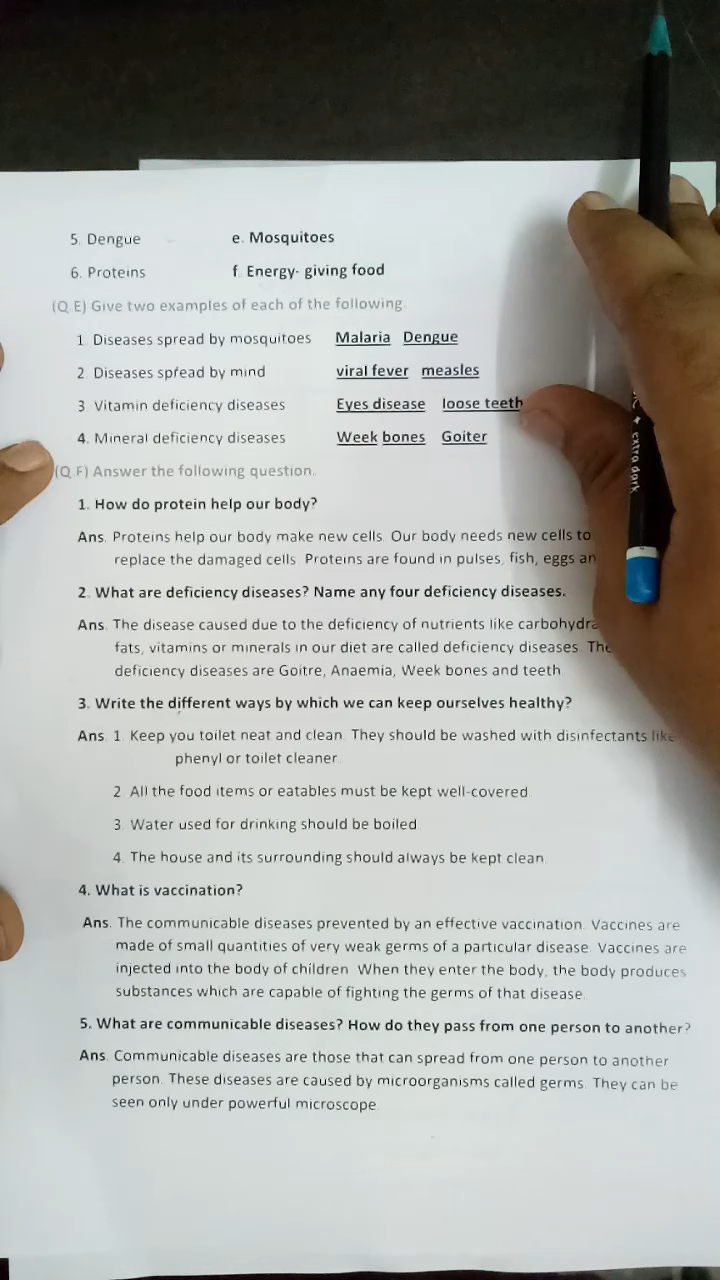 5. Dengue e. Mosquitoes
6. Proteins f. Energy- giving food
(Q.E) Give two examples of each of the following.
1. Diseases spread by mosquitoes Malaria Dengue
2. Diseases spread by mind viral fever measles
3. Vitamin deficiency diseases Eyes disease loose teeth
4. Mineral deficiency diseases Week bones Goiter
(Q.F) Answer the following question.
1. How do protein help our body?
Ans. Proteins help our body make new cells. Our body needs new cells to
replace the damaged cells. Proteins are found in pulses, fish, eggs
2. What are deficiency diseases? Name any four deficiency diseases.
Ans. The disease caused due to the deficiency of nutrients like
fats, vitamins or minerals in our diet are called deficiency diseases.
deficiency diseases are Goitre, Anaemia, Week bones and teeth.
3. Write the different ways by which we can keep ourselves healthy?
Ans. 1. Keep you toilet neat and clean. They should be washed with disinfectants like
phenyl or toilet cleaner.
2. All the food items or eatables must be kept well-covered.
3. Water used for drinking should be boiled.
4. The house and its surrounding should always be kept clean.
4. What is vaccination?
Ans. The communicable diseases prevented by an effective vaccination. Vaccines are
made of small quantities of very weak germs of a particular disease. Vaccines are
injected into the body of children. When they enter the body, the body produces
substances which are capable of fighting the germs of that disease.
5. What are communicable diseases? How do they pass from one person to another?
Ans. Communicable diseases are those that can spread from one person to another
person. These diseases are caused by microorganisms called germs. They can be
seen only under powerful microscope.
extra dark